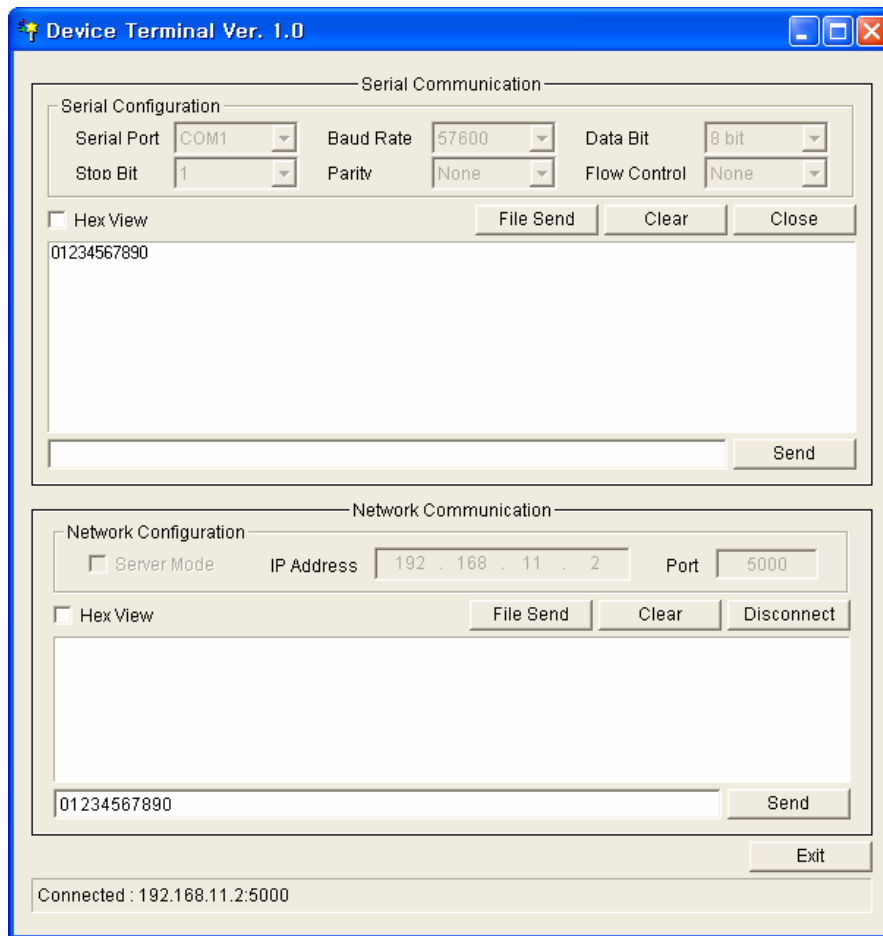 Device Terminal Ver. 1.0
Serial Communication
Serial Configuration
Serial Port COM1 Baud Rate 57600 Data Bit 8 bit
Stop Bit 1 Parity None Flow Control None
Hex View File Send Clear Close
01234567890
Send
Network Communication
Network Configuration
Server Mode IP Address 192 . 168 . 11 . 2 Port 5000
Hex View File Send Clear Disconnect
01234567890 Send
Exit
Connected : 192.168.11.2:5000